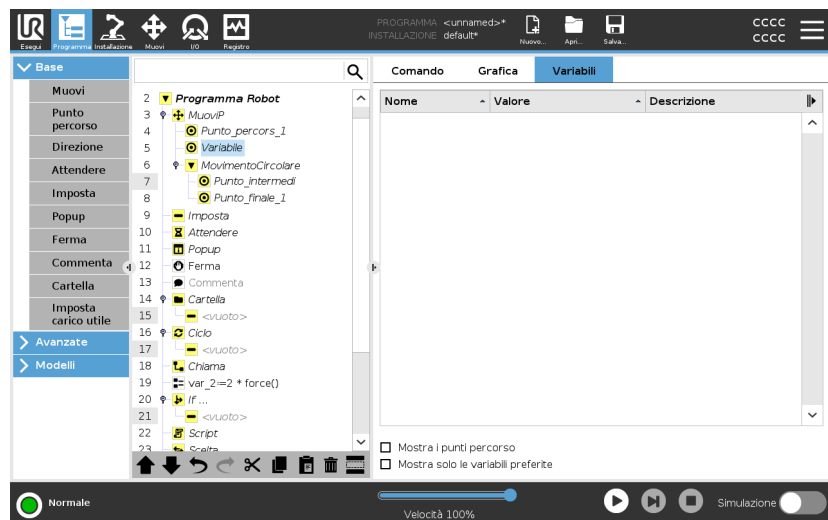 PROGRAMMA <unnamed>*
INSTALLAZIONE default*
Nuovo... Apri... Salva...
CCCC
CCCC
Esegui Programma Installazione Muovi I/O Registro
Base
Muovi
Punto
percorso
Direzione
Attendere
Imposta
Popup
Ferma
Commenta
Cartella
Imposta
carico utile
Avanzate
Modelli
2 Programma Robot
3 MuoviP
4 Punto_percors_1
5 Variabile
6 MovimentoCircolare
7 Punto_intermedi
8 Punto_finale_1
9 Imposta
10 Attendere
11 Popup
12 Ferma
13 Commenta
14 Cartella
15 <vuoto>
16 Ciclo
17 <vuoto>
18 Chiama
19 var_2≔2 * force()
20 If ...
21 <vuoto>
22 Script
23 Scelta
Comando Grafica Variabili
Nome Valore Descrizione
Mostra i punti percorso
Mostra solo le variabili preferite
Normale
Velocità 100%
Simulazione